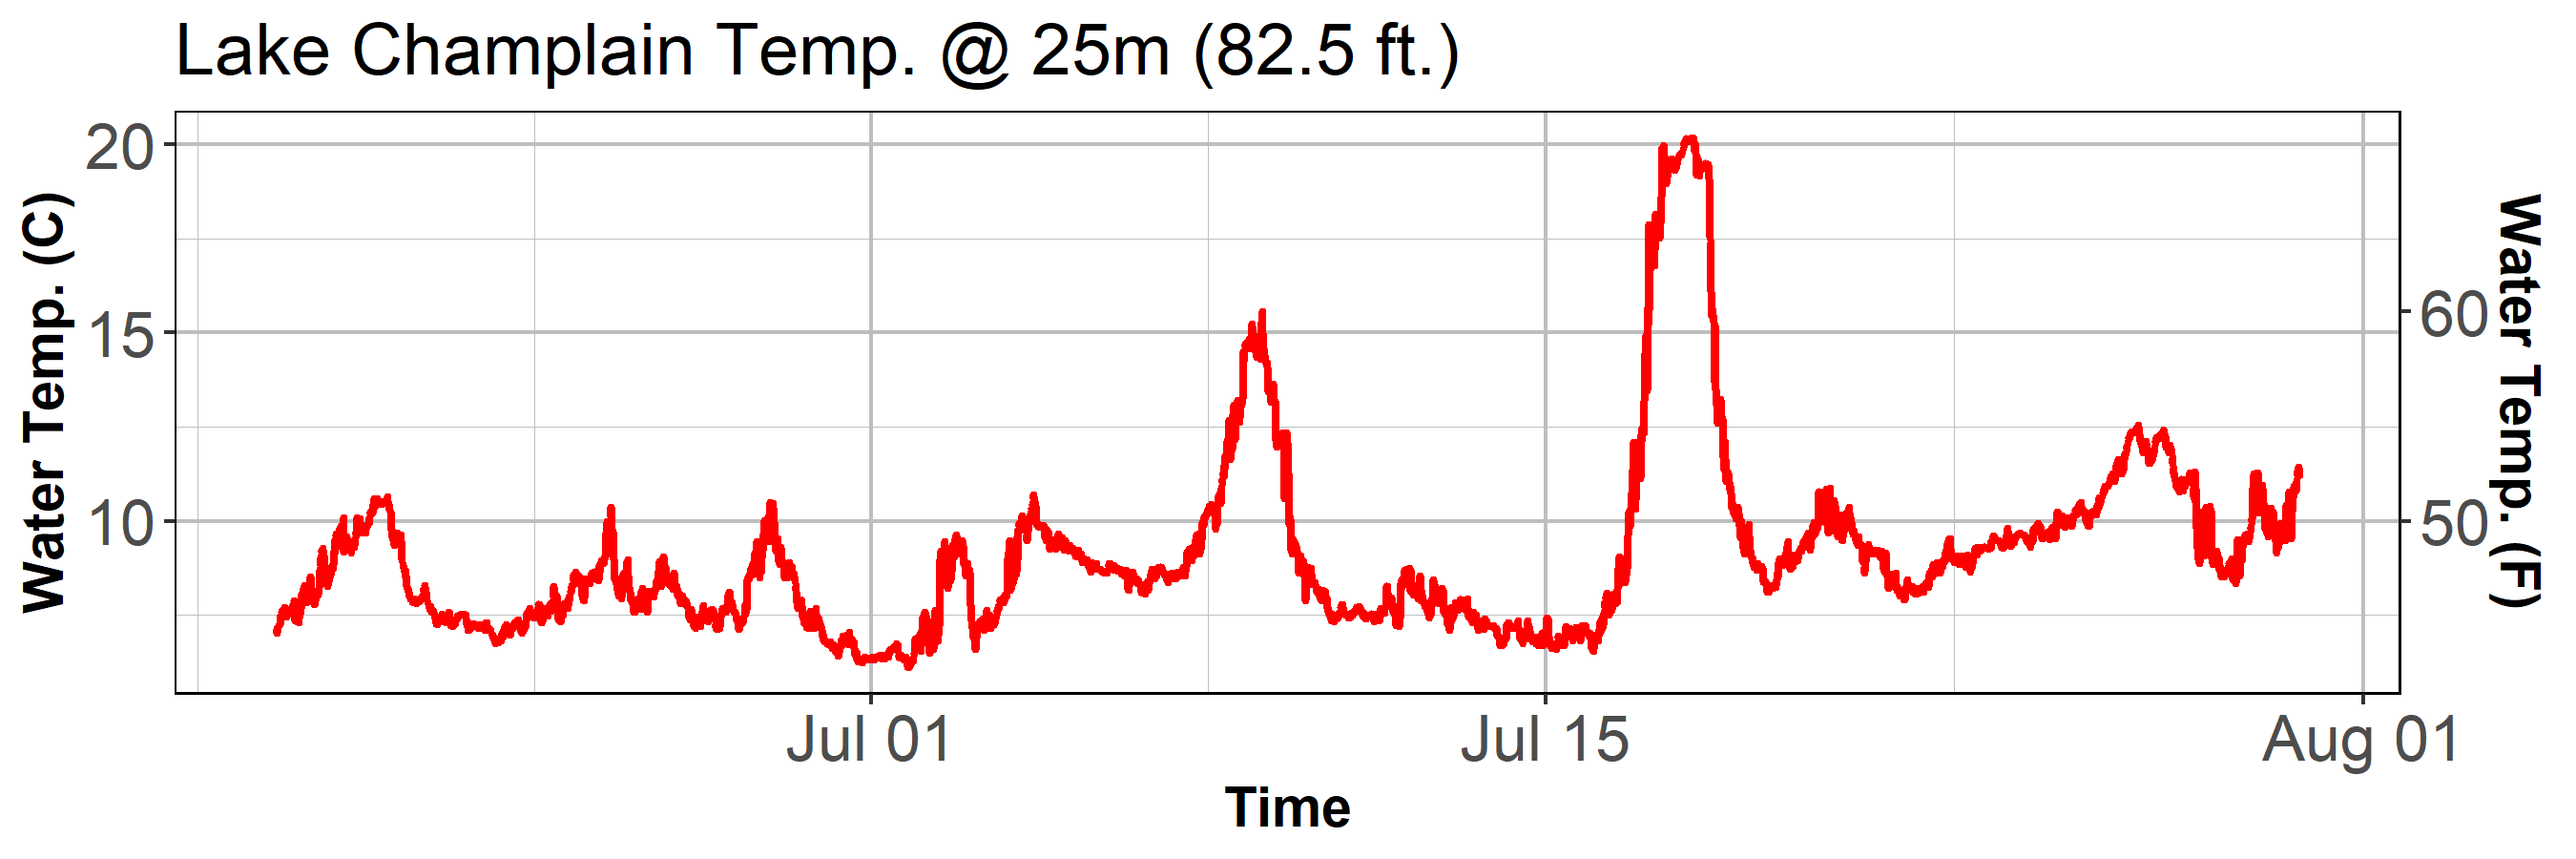 Lake Champlain Temp. @ 25m (82.5 ft.)
Water Temp. (C)
20
15
10
60
50
Water Temp. (F)
Jul 01
Jul 15
Aug 01
Time